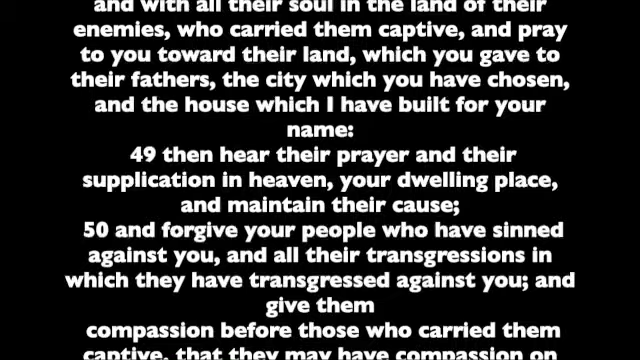 and with all their soul in the land of their
enemies, who carried them captive, and pray
to you toward their land, which you gave to
their fathers, the city which you have chosen,
and the house which I have built for your
name:
49 then hear their prayer and their
supplication in heaven, your dwelling place,
and maintain their cause;
50 and forgive your people who have sinned
against you, and all their transgressions in
which they have transgressed against you; and
give them
compassion before those who carried them
captive, that they may have compassion on